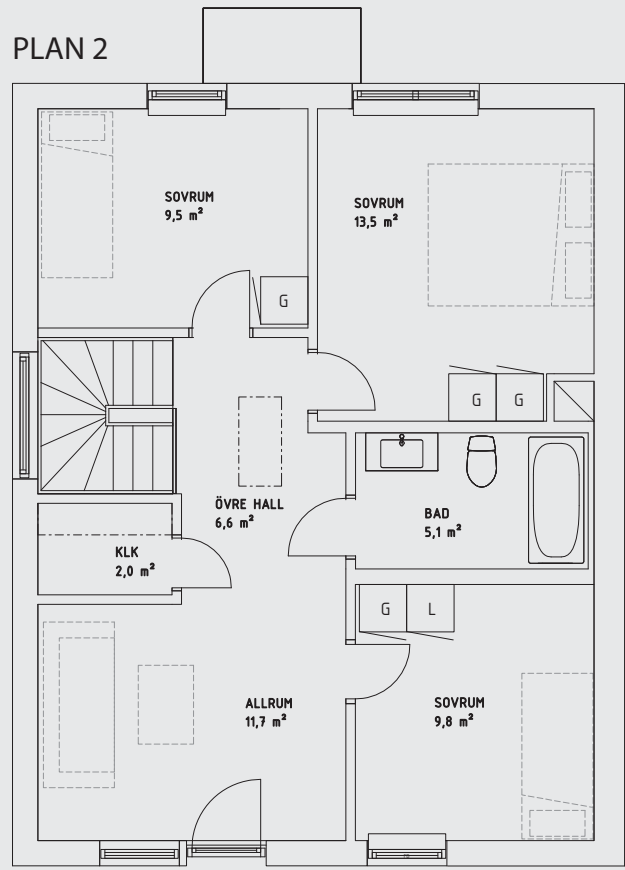 PLAN 2
SOVRUM
9,5 m²
SOVRUM
13,5 m²
G
G G
ÖVRE HALL
6,6 m²
BAD
5,1 m²
KLK
2,0 m²
G L
ALLRUM
11,7 m²
SOVRUM
9,8 m²